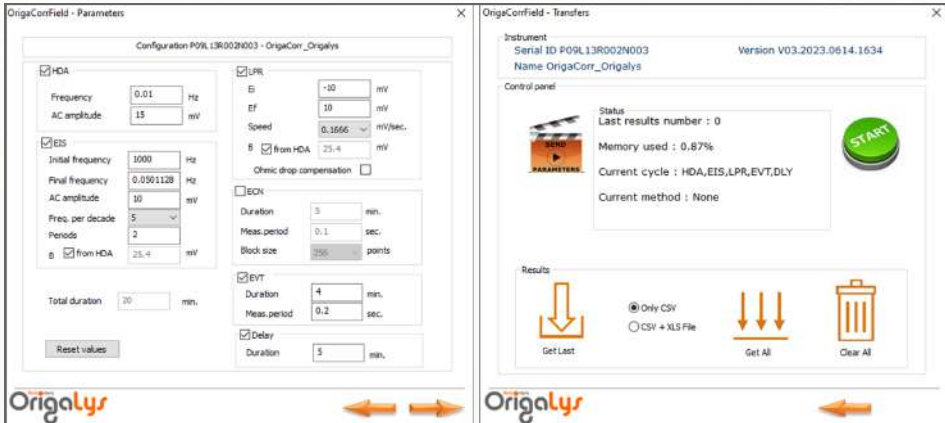 OrigaCorrField - Parameters
Configuration P09L13R002N003 - OrigaCorr_Origalys
HDA
Frequency 0.01 Hz
AC amplitude 15 mV
EIS
Initial frequency 1000 Hz
Final frequency 0.0501128 Hz
AC amplitude 10 mV
Freq. per decade 5
Periods 2
B from HDA 25.4 mV
Total duration 20 min.
Reset values
LPR
Ei -10 mV
Ef 10 mV
Speed 0.1666 mV/sec.
B from HDA 25.4 mV
Ohmic drop compensation
ECN
Duration 5 min.
Meas.period 0.1 sec.
Block size 256 points
EVT
Duration 4 min.
Meas.period 0.2 sec.
Delay
Duration 5 min.
Origalys
OrigaCorrField - Transfers
Instrument
Serial ID P09L13R002N003 Version V03.2023.0614.1634
Name OrigaCorr_Origalys
Control panel
SEND
PARAMETERS
Status
Last results number : 0
Memory used : 0.87%
Current cycle : HDA,EIS,LPR,EVT,DLY
Current method : None
START
Results
Get Last
Only CSV
CSV + XLS File
Get All
Clear All
Origalys